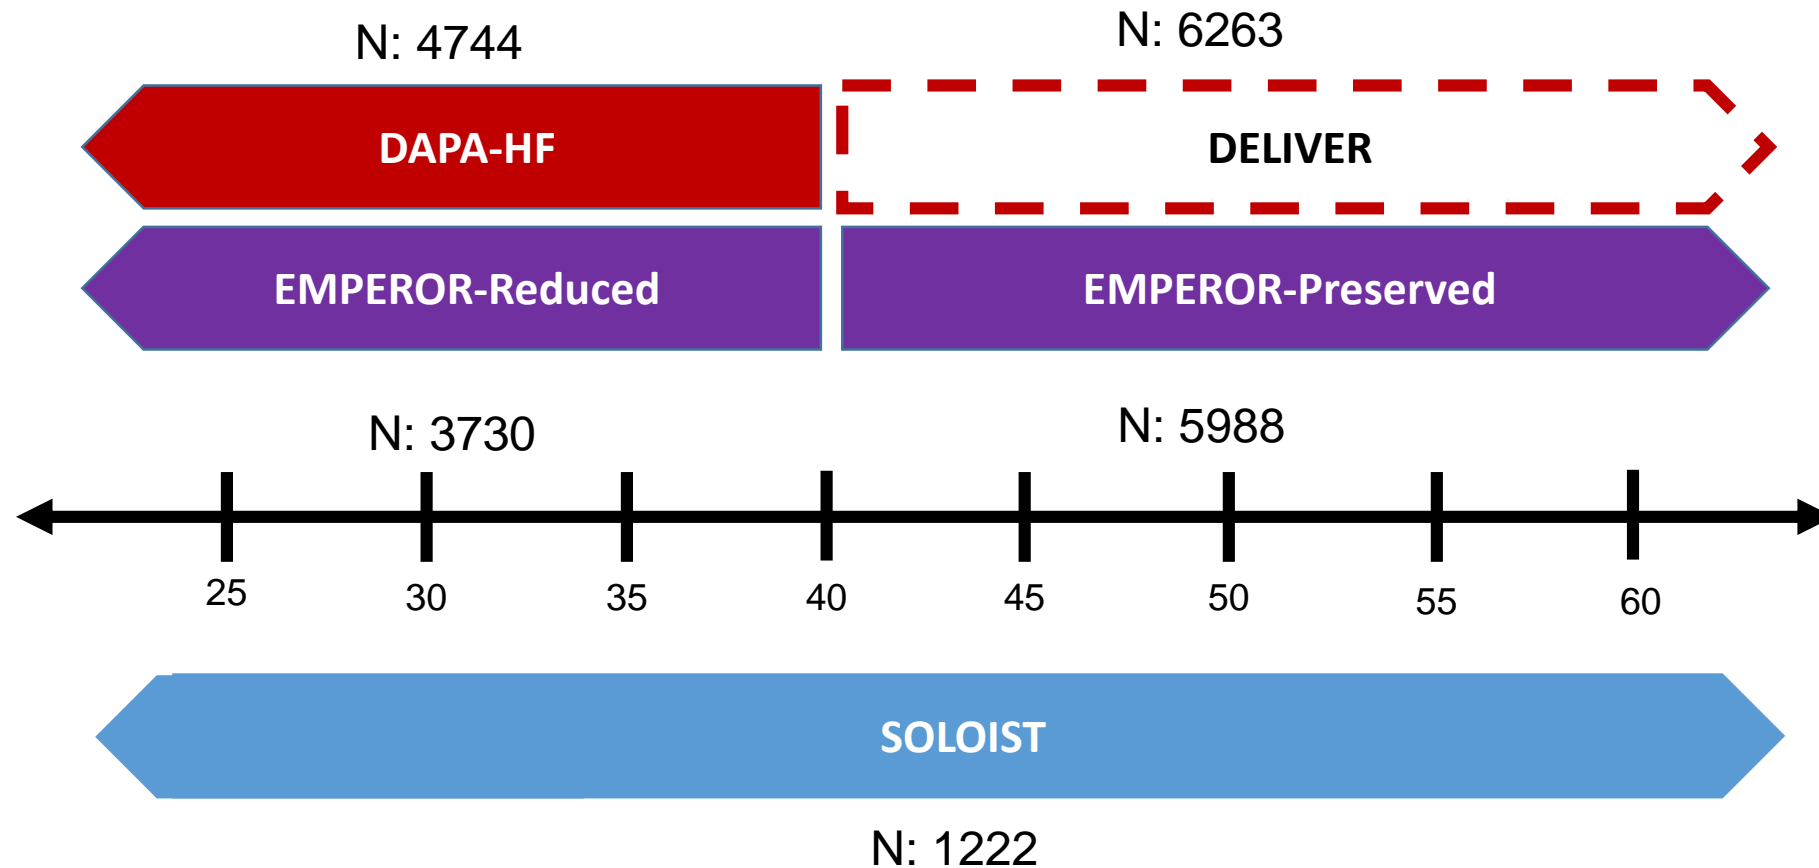 N: 4744
N: 6263
DAPA-HF
DELIVER
EMPEROR-Reduced
EMPEROR-Preserved
N: 3730
N: 5988
25
30
35
40
45
50
55
60
SOLOIST
N: 1222